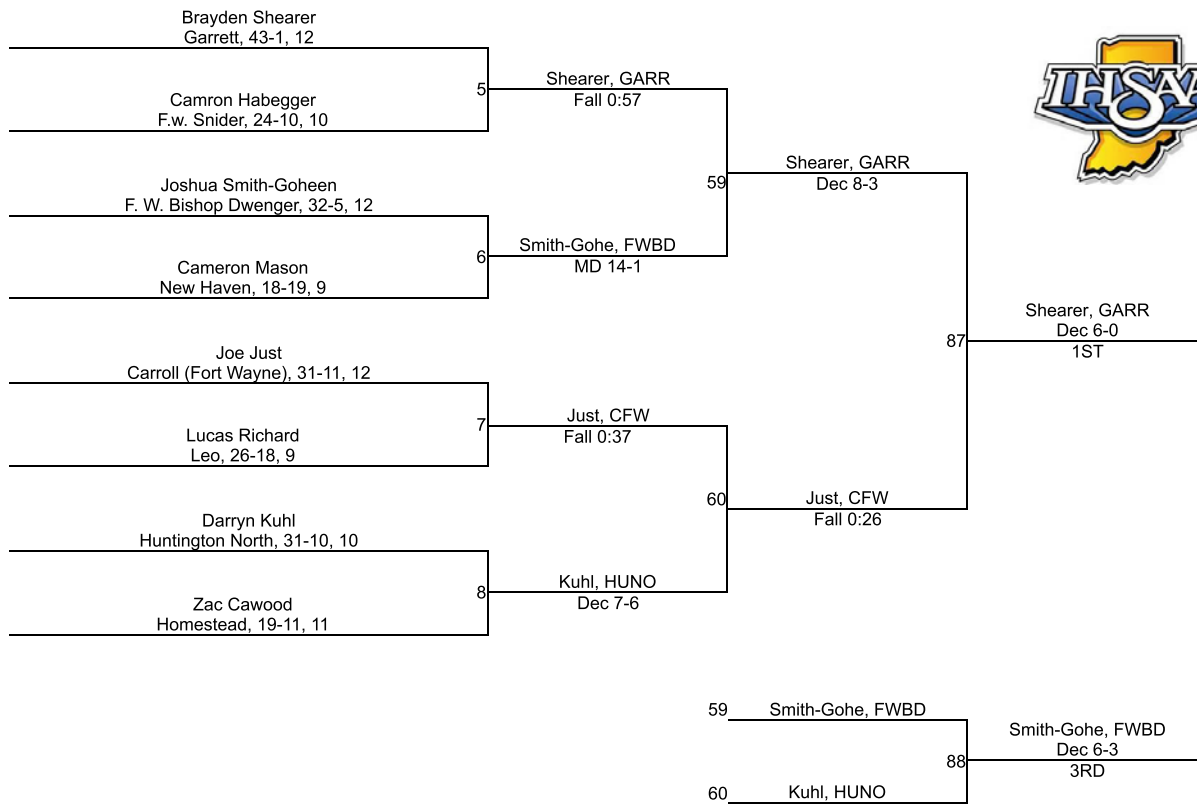 Brayden Shearer
Garrett, 43-1, 12
Camron Habegger
F.w. Snider, 24-10, 10
5
Shearer, GARR
Fall 0:57
Joshua Smith-Goheen
F. W. Bishop Dwenger, 32-5, 12
Cameron Mason
New Haven, 18-19, 9
6
Smith-Gohe, FWBD
MD 14-1
59
Shearer, GARR
Dec 8-3
Joe Just
Carroll (Fort Wayne), 31-11, 12
Lucas Richard
Leo, 26-18, 9
7
Just, CFW
Fall 0:37
Darryn Kuhl
Huntington North, 31-10, 10
Zac Cawood
Homestead, 19-11, 11
8
Kuhl, HUNO
Dec 7-6
60
Just, CFW
Fall 0:26
87
Shearer, GARR
Dec 6-0
1ST
59
Smith-Gohe, FWBD
60
Kuhl, HUNO
88
Smith-Gohe, FWBD
Dec 6-3
3RD
IHSAA